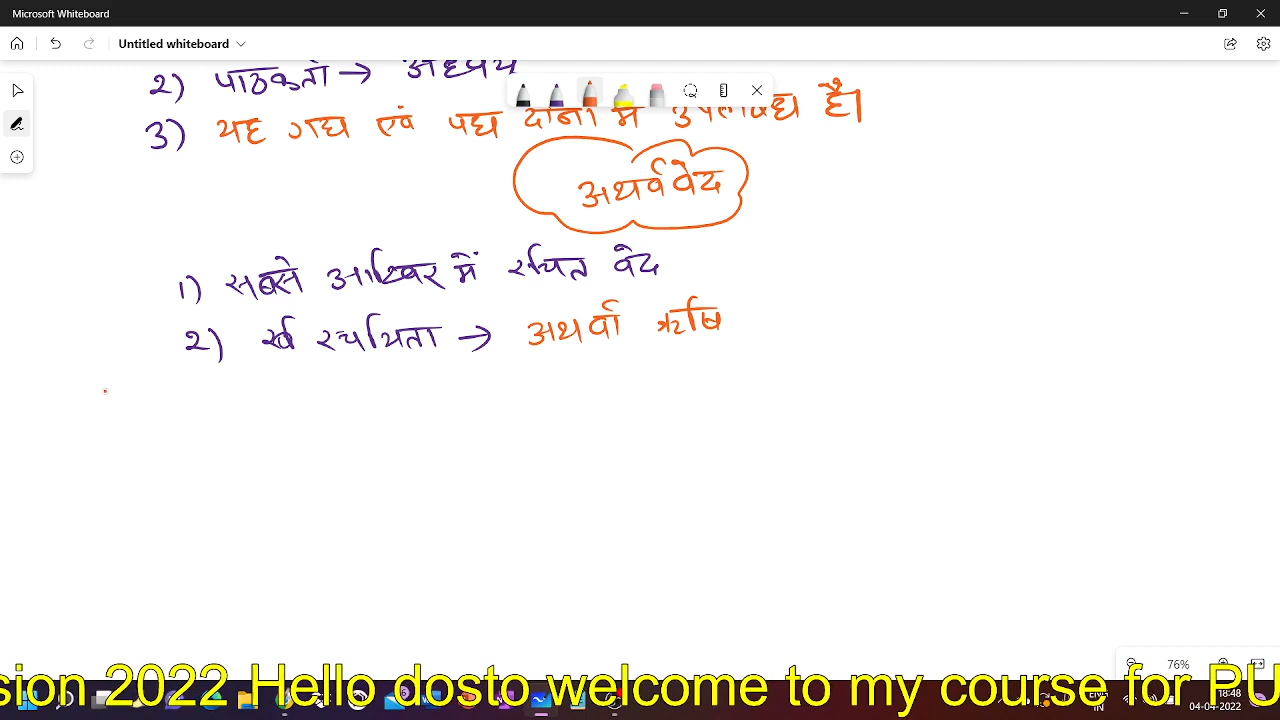 Microsoft Whiteboard
Untitled whiteboard
2) पाठकर्ता → अध्वर्यु
3) यह गद्य एवं पद्य दोनों में उपलब्ध है।
अथर्ववेद
1) सबसे आखिर में रचित वेद
2) रचयिता → अथर्वा ऋषि
76%
sion 2022 Hello dosto welcome to my course for PU
18:48
04-04-2022